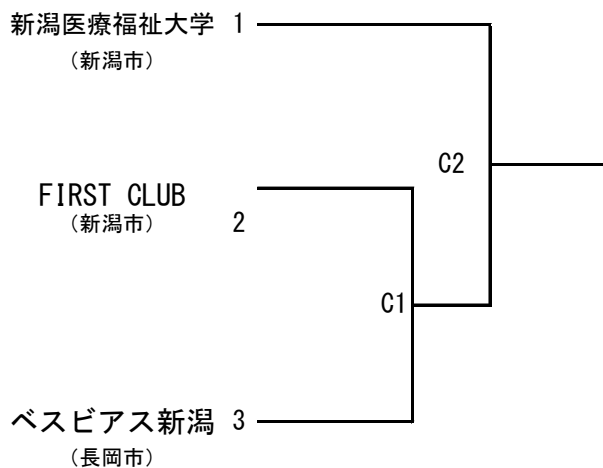 新潟医療福祉大学 1
（新潟市）
C2
FIRST CLUB
（新潟市） 2
C1
ベスビアス新潟 3
（長岡市）